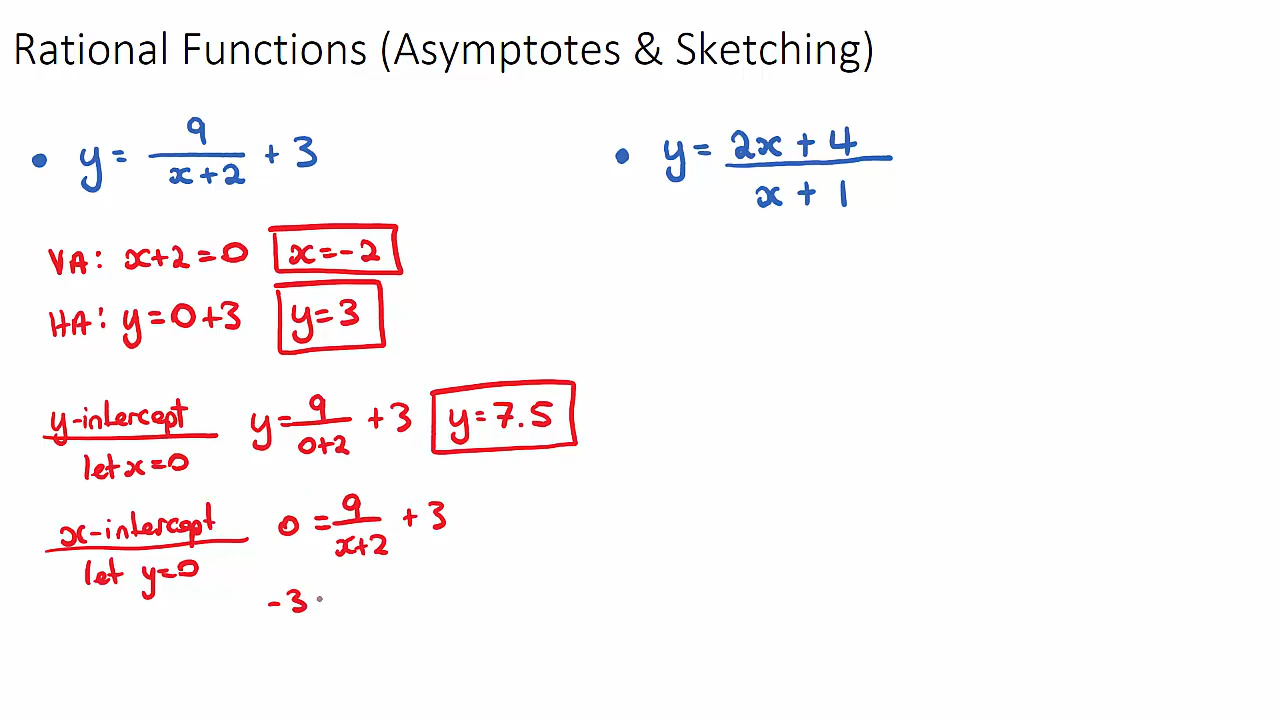 Rational Functions (Asymptotes & Sketching)
• y = 9/(x+2) + 3
VA: x+2=0 x=-2
HA: y=0+3 y=3
y-intercept y=9/(0+2) +3 y=7.5
let x=0
x-intercept 0=9/(x+2) +3
let y=0
-3
• y = (2x+4)/(x+1)